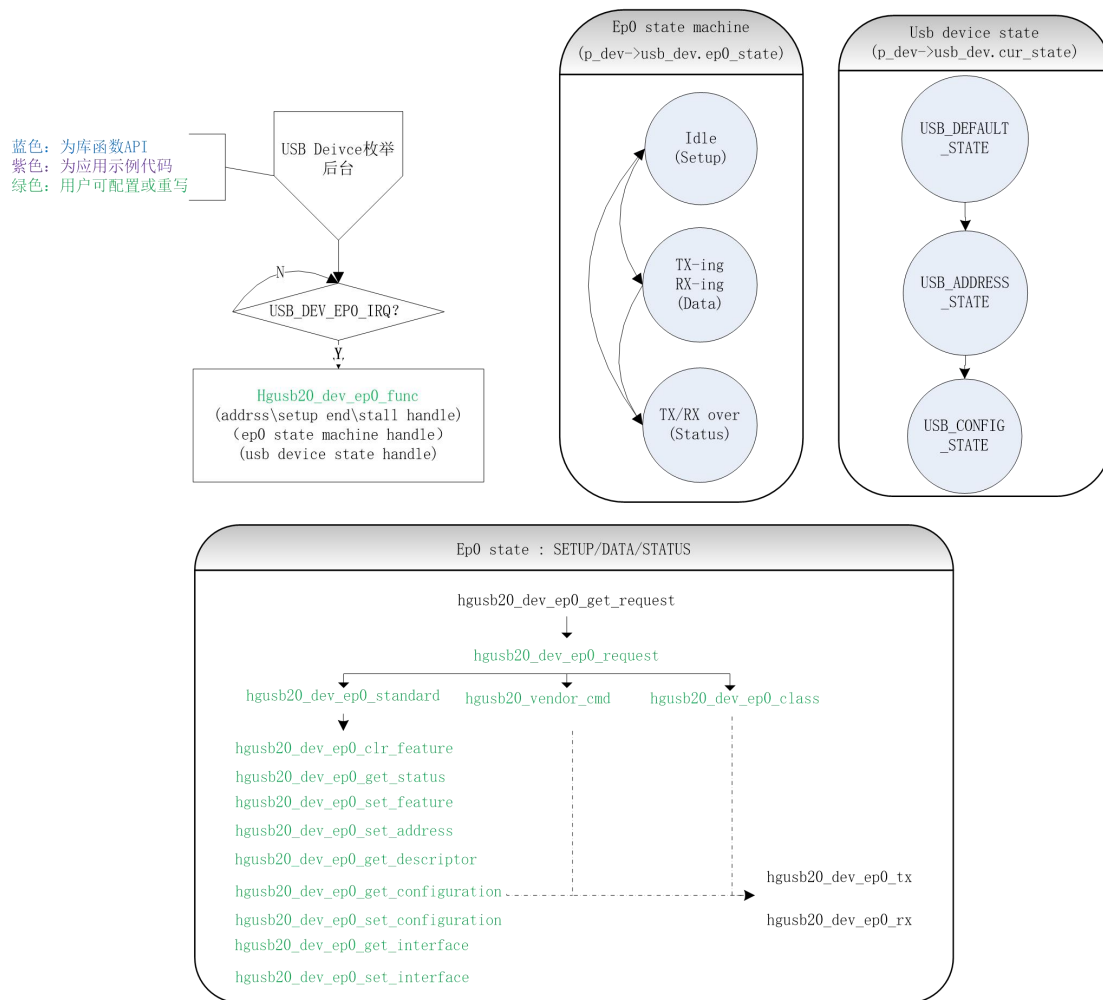 蓝色：为库函数API
紫色：为应用示例代码
绿色：用户可配置或重写
USB Deivce枚举
后台
N
USB_DEV_EP0_IRQ?
Y
Hgusb20_dev_ep0_func
(addrss\setup end\stall handle)
（ep0 state machine handle）
(usb device state handle)
Ep0 state machine
(p_dev->usb_dev.ep0_state)
Idle
(Setup)
TX-ing
RX-ing
(Data)
TX/RX over
(Status)
Usb device state
(p_dev->usb_dev.cur_state)
USB_DEFAULT
_STATE
USB_ADDRESS
_STATE
USB_CONFIG
_STATE
Ep0 state : SETUP/DATA/STATUS
hgusb20_dev_ep0_get_request
hgusb20_dev_ep0_request
hgusb20_dev_ep0_standard
hgusb20_vendor_cmd
hgusb20_dev_ep0_class
hgusb20_dev_ep0_clr_feature
hgusb20_dev_ep0_get_status
hgusb20_dev_ep0_set_feature
hgusb20_dev_ep0_set_address
hgusb20_dev_ep0_get_descriptor
hgusb20_dev_ep0_get_configuration
hgusb20_dev_ep0_set_configuration
hgusb20_dev_ep0_get_interface
hgusb20_dev_ep0_set_interface
hgusb20_dev_ep0_tx
hgusb20_dev_ep0_rx